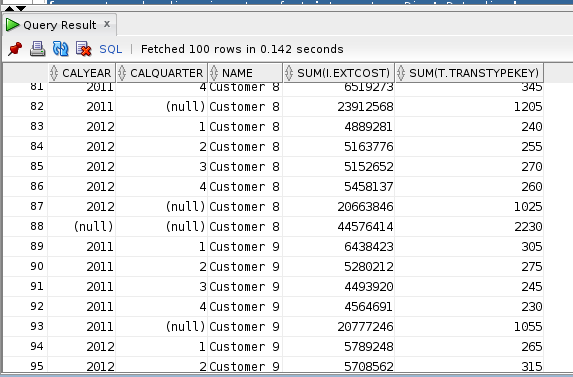 Query Result x
SQL | Fetched 100 rows in 0.142 seconds
CALYEAR CALQUARTER NAME SUM(I.EXTCOST) SUM(T.TRANSTYPEKEY)
81 2011 4 Customer 8 6519273 345
82 2011 (null) Customer 8 23912568 1205
83 2012 1 Customer 8 4889281 240
84 2012 2 Customer 8 5163776 255
85 2012 3 Customer 8 5152652 270
86 2012 4 Customer 8 5458137 260
87 2012 (null) Customer 8 20663846 1025
88 (null) (null) Customer 8 44576414 2230
89 2011 1 Customer 9 6438423 305
90 2011 2 Customer 9 5280212 275
91 2011 3 Customer 9 4493920 245
92 2011 4 Customer 9 4564691 230
93 2011 (null) Customer 9 20777246 1055
94 2012 1 Customer 9 5789248 265
95 2012 2 Customer 9 5708562 315